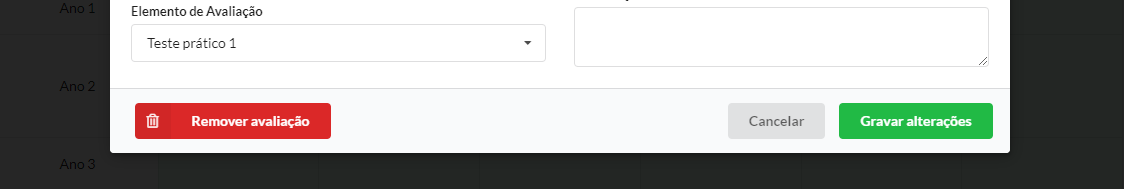 Ano 1
Elemento de Avaliação
Teste prático 1
Ano 2
Remover avaliação
Cancelar
Gravar alterações
Ano 3